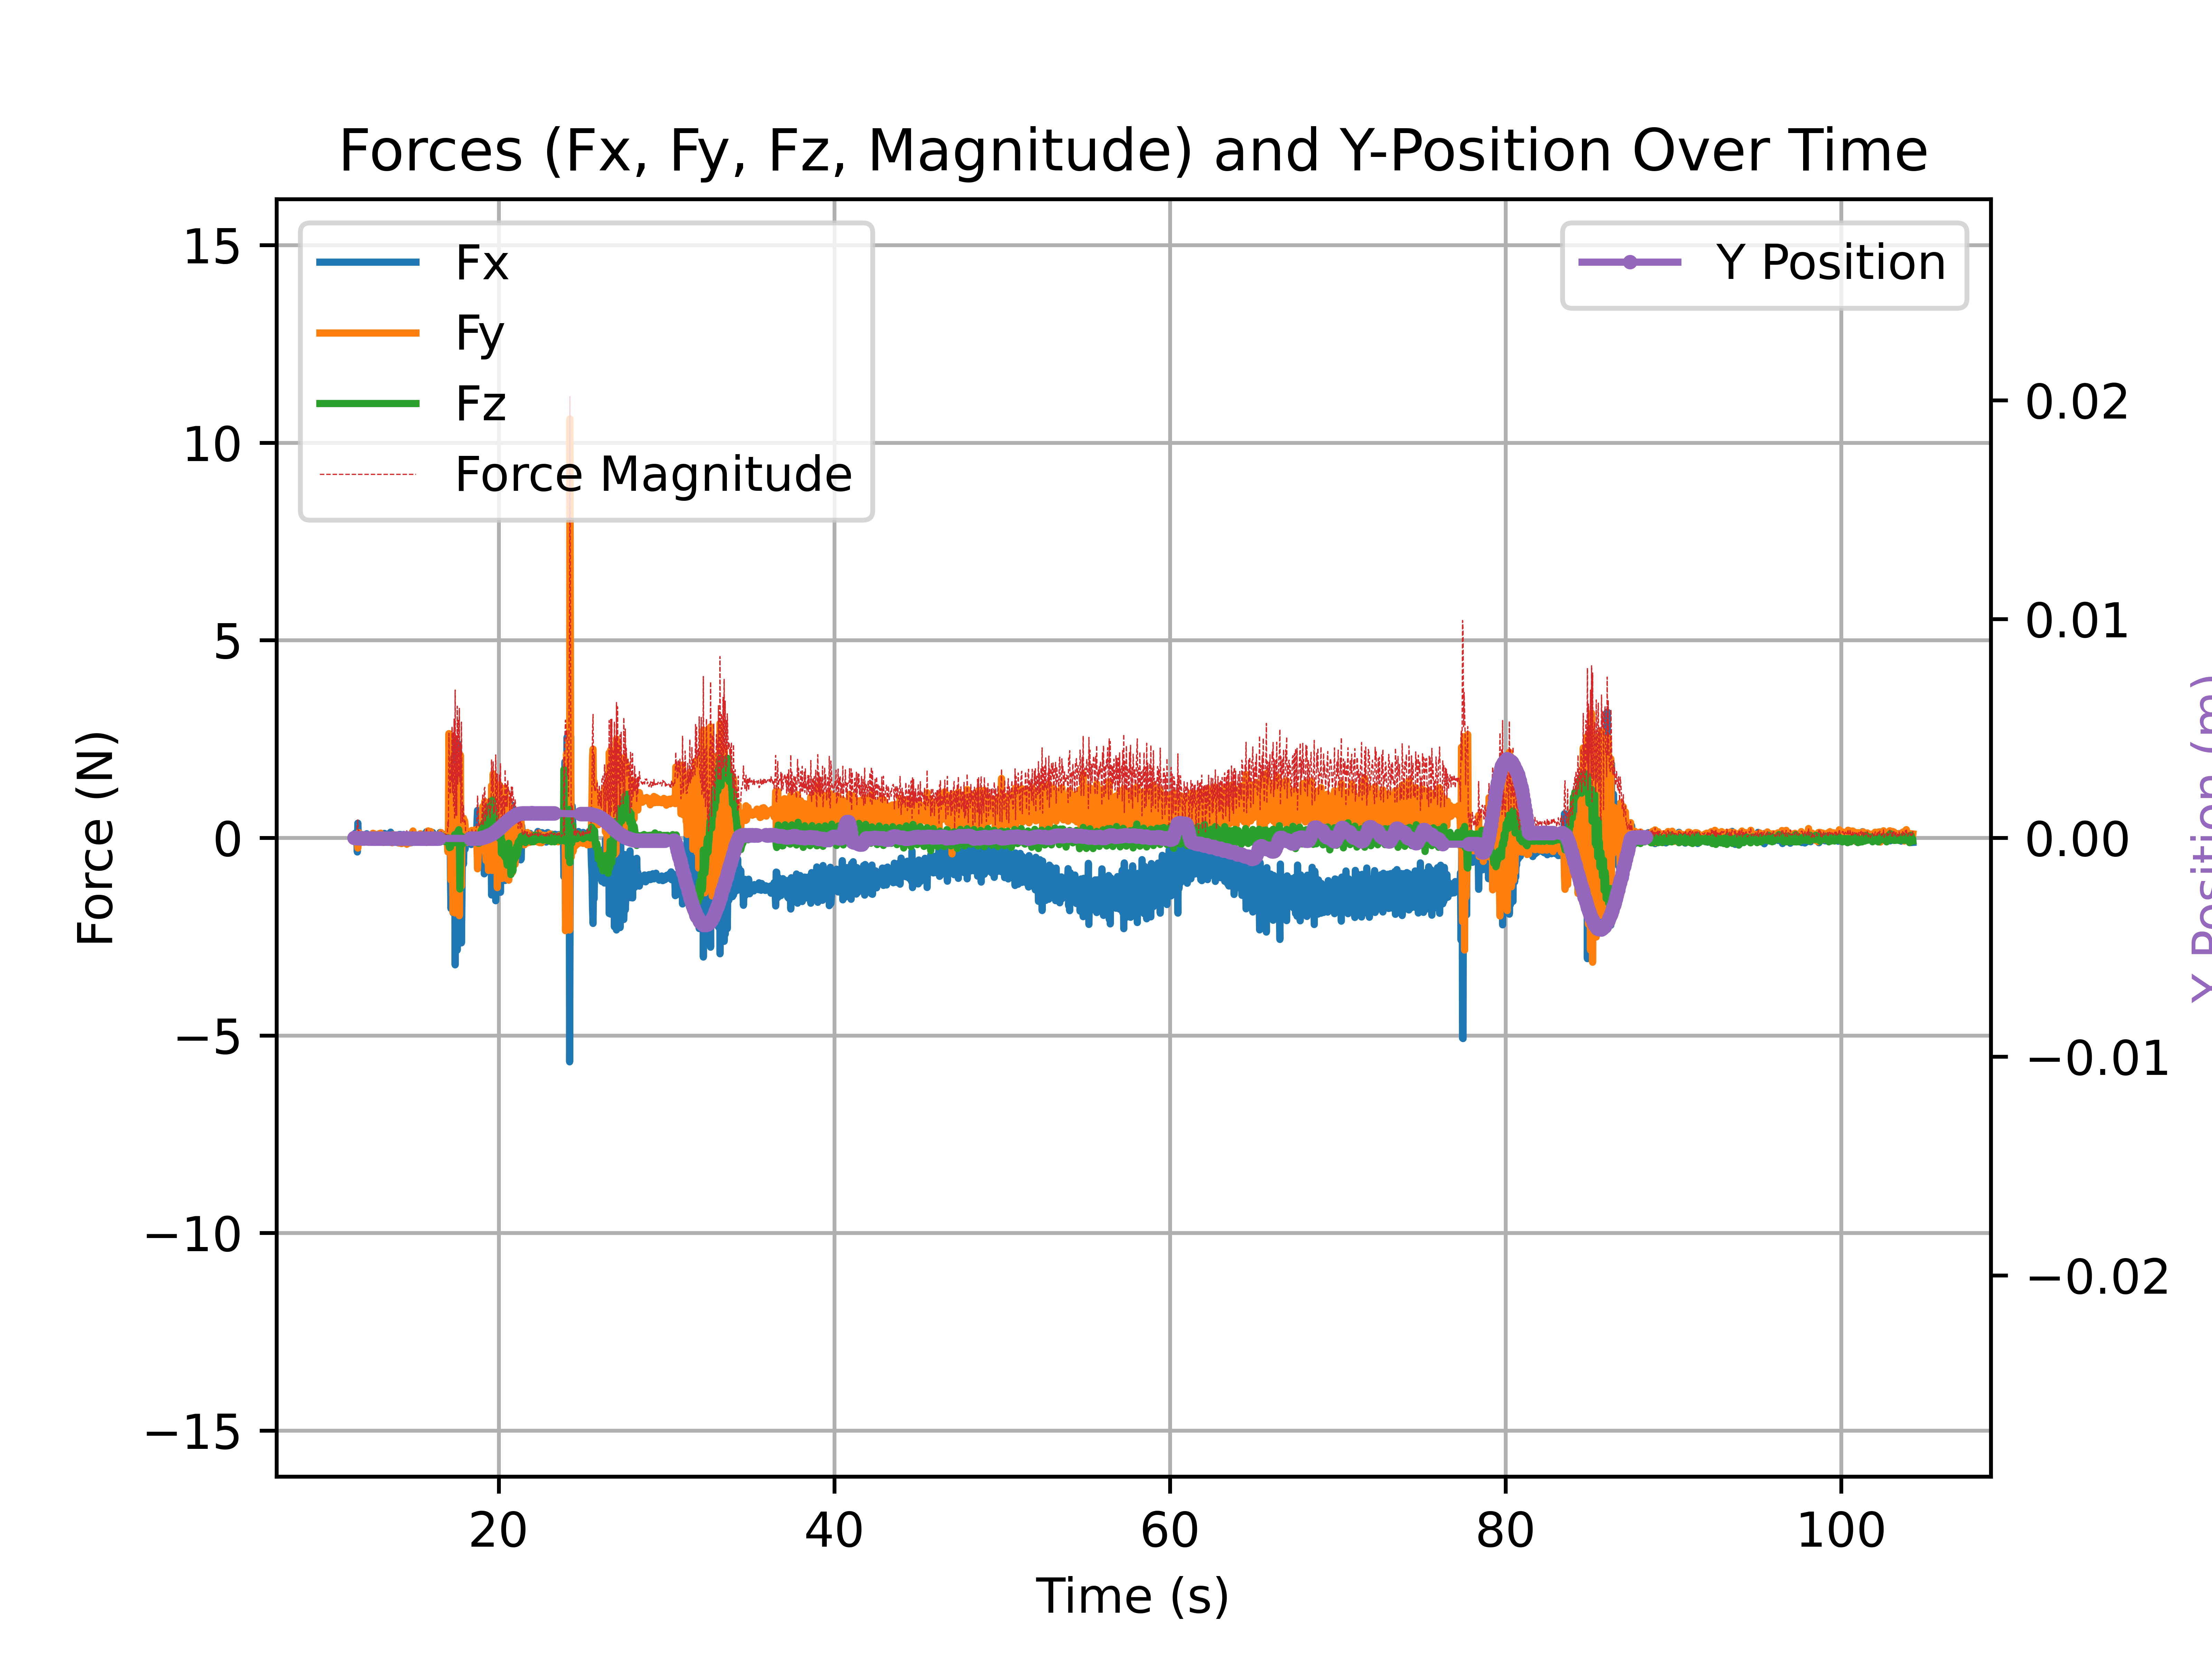 Forces (Fx, Fy, Fz, Magnitude) and Y-Position Over Time
Fx
Fy
Fz
Force Magnitude
Y Position
15
10
5
0
−5
−10
−15
Force (N)
0.02
0.01
0.00
−0.01
−0.02
Y Position (m)
20
40
60
80
100
Time (s)